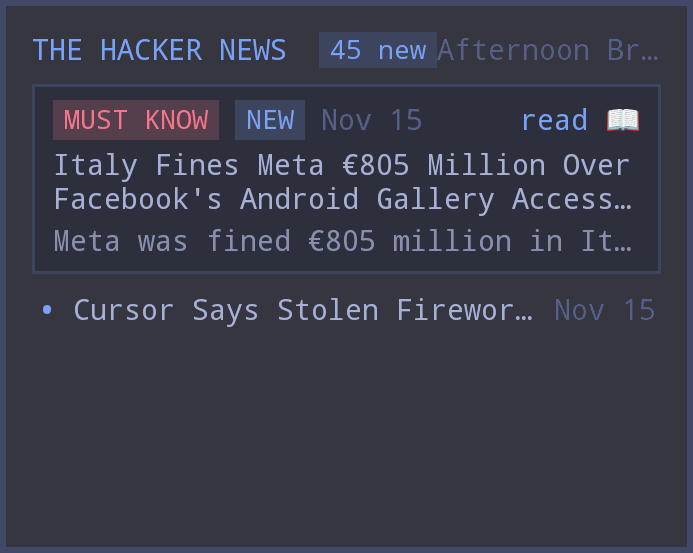 THE HACKER NEWS 45 new Afternoon Br…
MUST KNOW NEW Nov 15 read 📖
Italy Fines Meta €805 Million Over
Facebook's Android Gallery Access…
Meta was fined €805 million in It…
• Cursor Says Stolen Firewor… Nov 15